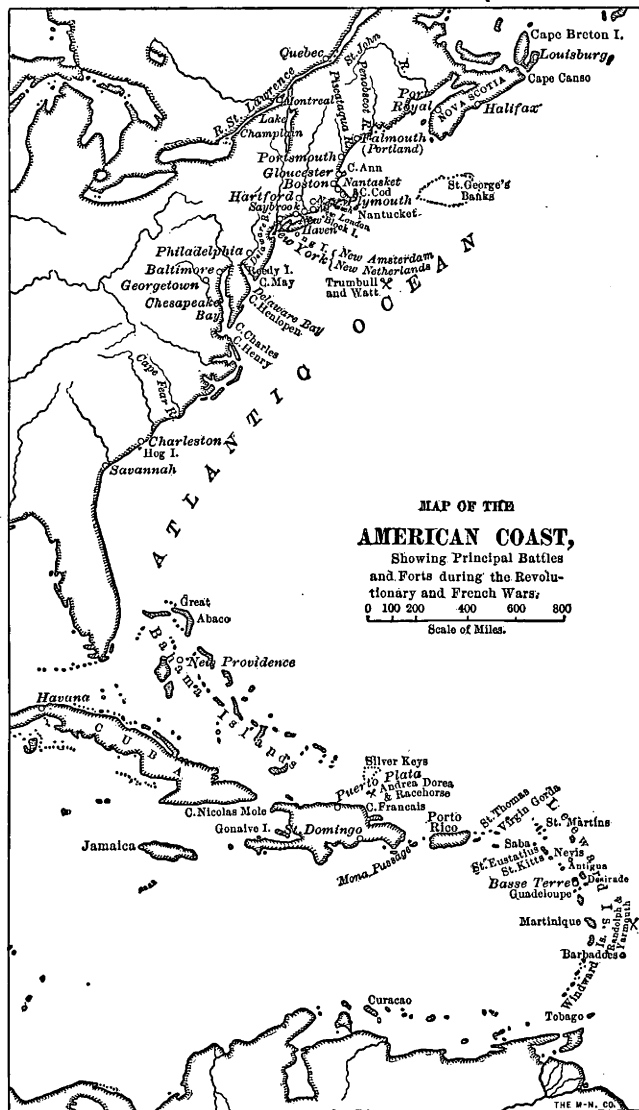 Cape Breton I.
Louisburg
Cape Canso
Quebec
St. John
R.
Penobscot R.
Piscataqua R.
R. St. Lawrence
Montreal
Lake
Champlain
Port
Royal
NOVA SCOTIA
Halifax
Falmouth
(Portland)
Portsmouth
C. Ann
Gloucester
Boston
Nantasket
C. Cod
Plymouth
Nantucket
St. George's
Banks
Hartford
Saybrook
London
New
Haven
Block I.
Long I.
New York
New Amsterdam
New Netherlands
Trumbull
and Watt
Philadelphia
Delaware R.
Baltimore
Reedy I.
C. May
Georgetown
Chesapeake
Bay
Delaware Bay
C. Henlopen
C. Charles
C. Henry
Cape Fear R.
Charleston
Hog I.
Savannah
ATLANTIC OCEAN
MAP OF THE
AMERICAN COAST,
Showing Principal Battles
and Forts during the Revolu-
tionary and French Wars.
0 100 200 400 600 800
Scale of Miles.
Great
Abaco
Bahama Islands
New Providence
Havana
CUBA
Silver Keys
Puerto Plata
Andrea Dorea
& Racehorse
C. Nicolas Mole
C. Francais
Gonaive I.
St. Domingo
Jamaica
Mona Passage
Porto
Rico
St. Thomas
Virgin Gorda
Leeward Is.
St. Martins
Saba
St. Eustatius
St. Kitts
Nevis
Antigua
Basse Terre
Desirade
Guadeloupe
Martinique
Randolph &
Yarmouth
Barbadoes
Windward Is.
Curacao
Tobago
THE M-N. CO.